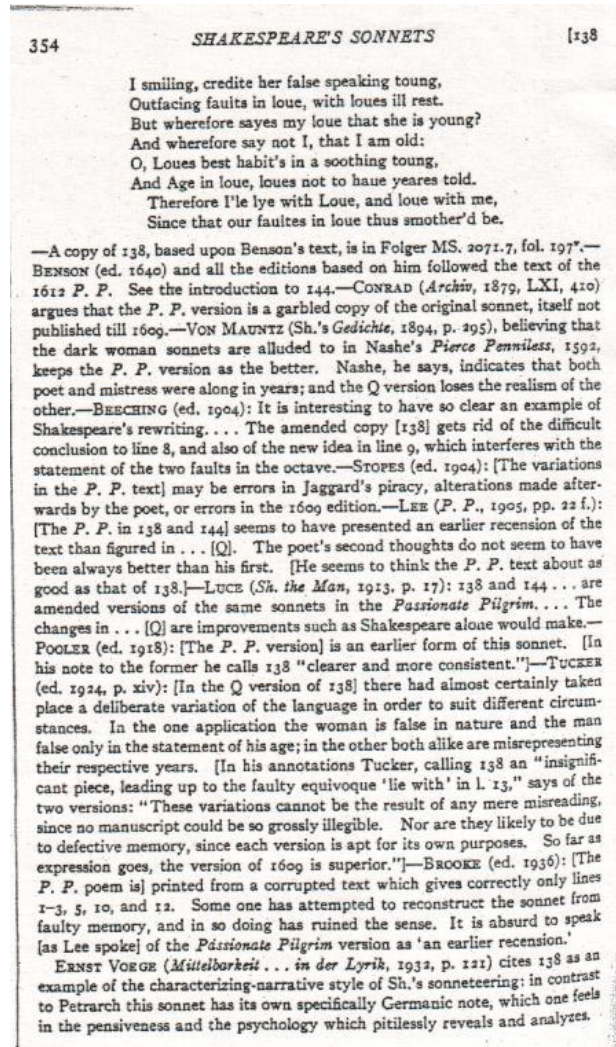 354 SHAKESPEARE'S SONNETS [138
I smiling, credite her false speaking toung,
Outfacing faults in loue, with loues ill rest.
But wherefore sayes my loue that she is young?
And wherefore say not I, that I am old:
O, Loues best habit's in a soothing toung,
And Age in loue, loues not to haue yeares told.
Therefore I'le lye with Loue, and loue with me,
Since that our faultes in loue thus smother'd be.
—A copy of 138, based upon Benson's text, is in Folger MS. 2071.7, fol. 197ᵛ.—
BENSON (ed. 1640) and all the editions based on him followed the text of the
1612 P. P. See the introduction to 144.—CONRAD (Archiv, 1879, LXI, 410)
argues that the P. P. version is a garbled copy of the original sonnet, itself not
published till 1609.—VON MAUNTZ (Sh.'s Gedichte, 1894, p. 295), believing that
the dark woman sonnets are alluded to in Nashe's Pierce Penniless, 1592,
keeps the P. P. version as the better. Nashe, he says, indicates that both
poet and mistress were along in years; and the Q version loses the realism of the
other.—BEECHING (ed. 1904): It is interesting to have so clear an example of
Shakespeare's rewriting. . . . The amended copy [138] gets rid of the difficult
conclusion to line 8, and also of the new idea in line 9, which interferes with the
statement of the two faults in the octave.—STOPES (ed. 1904): [The variations
in the P. P. text] may be errors in Jaggard's piracy, alterations made after-
wards by the poet, or errors in the 1609 edition.—LEE (P. P., 1905, pp. 22 f.):
[The P. P. in 138 and 144] seems to have presented an earlier recension of the
text than figured in . . . [Q]. The poet's second thoughts do not seem to have
been always better than his first. [He seems to think the P. P. text about as
good as that of 138.]—LUCE (Sh. the Man, 1913, p. 17): 138 and 144 . . . are
amended versions of the same sonnets in the Passionate Pilgrim. . . . The
changes in . . . [Q] are improvements such as Shakespeare alone would make.—
POOLER (ed. 1918): [The P. P. version] is an earlier form of this sonnet. [In
his note to the former he calls 138 "clearer and more consistent."]—TUCKER
(ed. 1924, p. xiv): [In the Q version of 138] there had almost certainly taken
place a deliberate variation of the language in order to suit different circum-
stances. In the one application the woman is false in nature and the man
false only in the statement of his age; in the other both alike are misrepresenting
their respective years. [In his annotations Tucker, calling 138 an "insignifi-
cant piece, leading up to the faulty equivoque 'lie with' in l. 13," says of the
two versions: "These variations cannot be the result of any mere misreading,
since no manuscript could be so grossly illegible. Nor are they likely to be due
to defective memory, since each version is apt for its own purposes. So far as
expression goes, the version of 1609 is superior."]—BROOKE (ed. 1936): [The
P. P. poem is] printed from a corrupted text which gives correctly only lines
1–3, 5, 10, and 12. Some one has attempted to reconstruct the sonnet from
faulty memory, and in so doing has ruined the sense. It is absurd to speak
[as Lee spoke] of the Passionate Pilgrim version as 'an earlier recension.'
ERNST VOEGE (Mittelbarkeit . . . in der Lyrik, 1932, p. 121) cites 138 as an
example of the characterizing-narrative style of Sh.'s sonneteering: in contrast
to Petrarch this sonnet has its own specifically Germanic note, which one feels
in the pensiveness and the psychology which pitilessly reveals and analyzes.